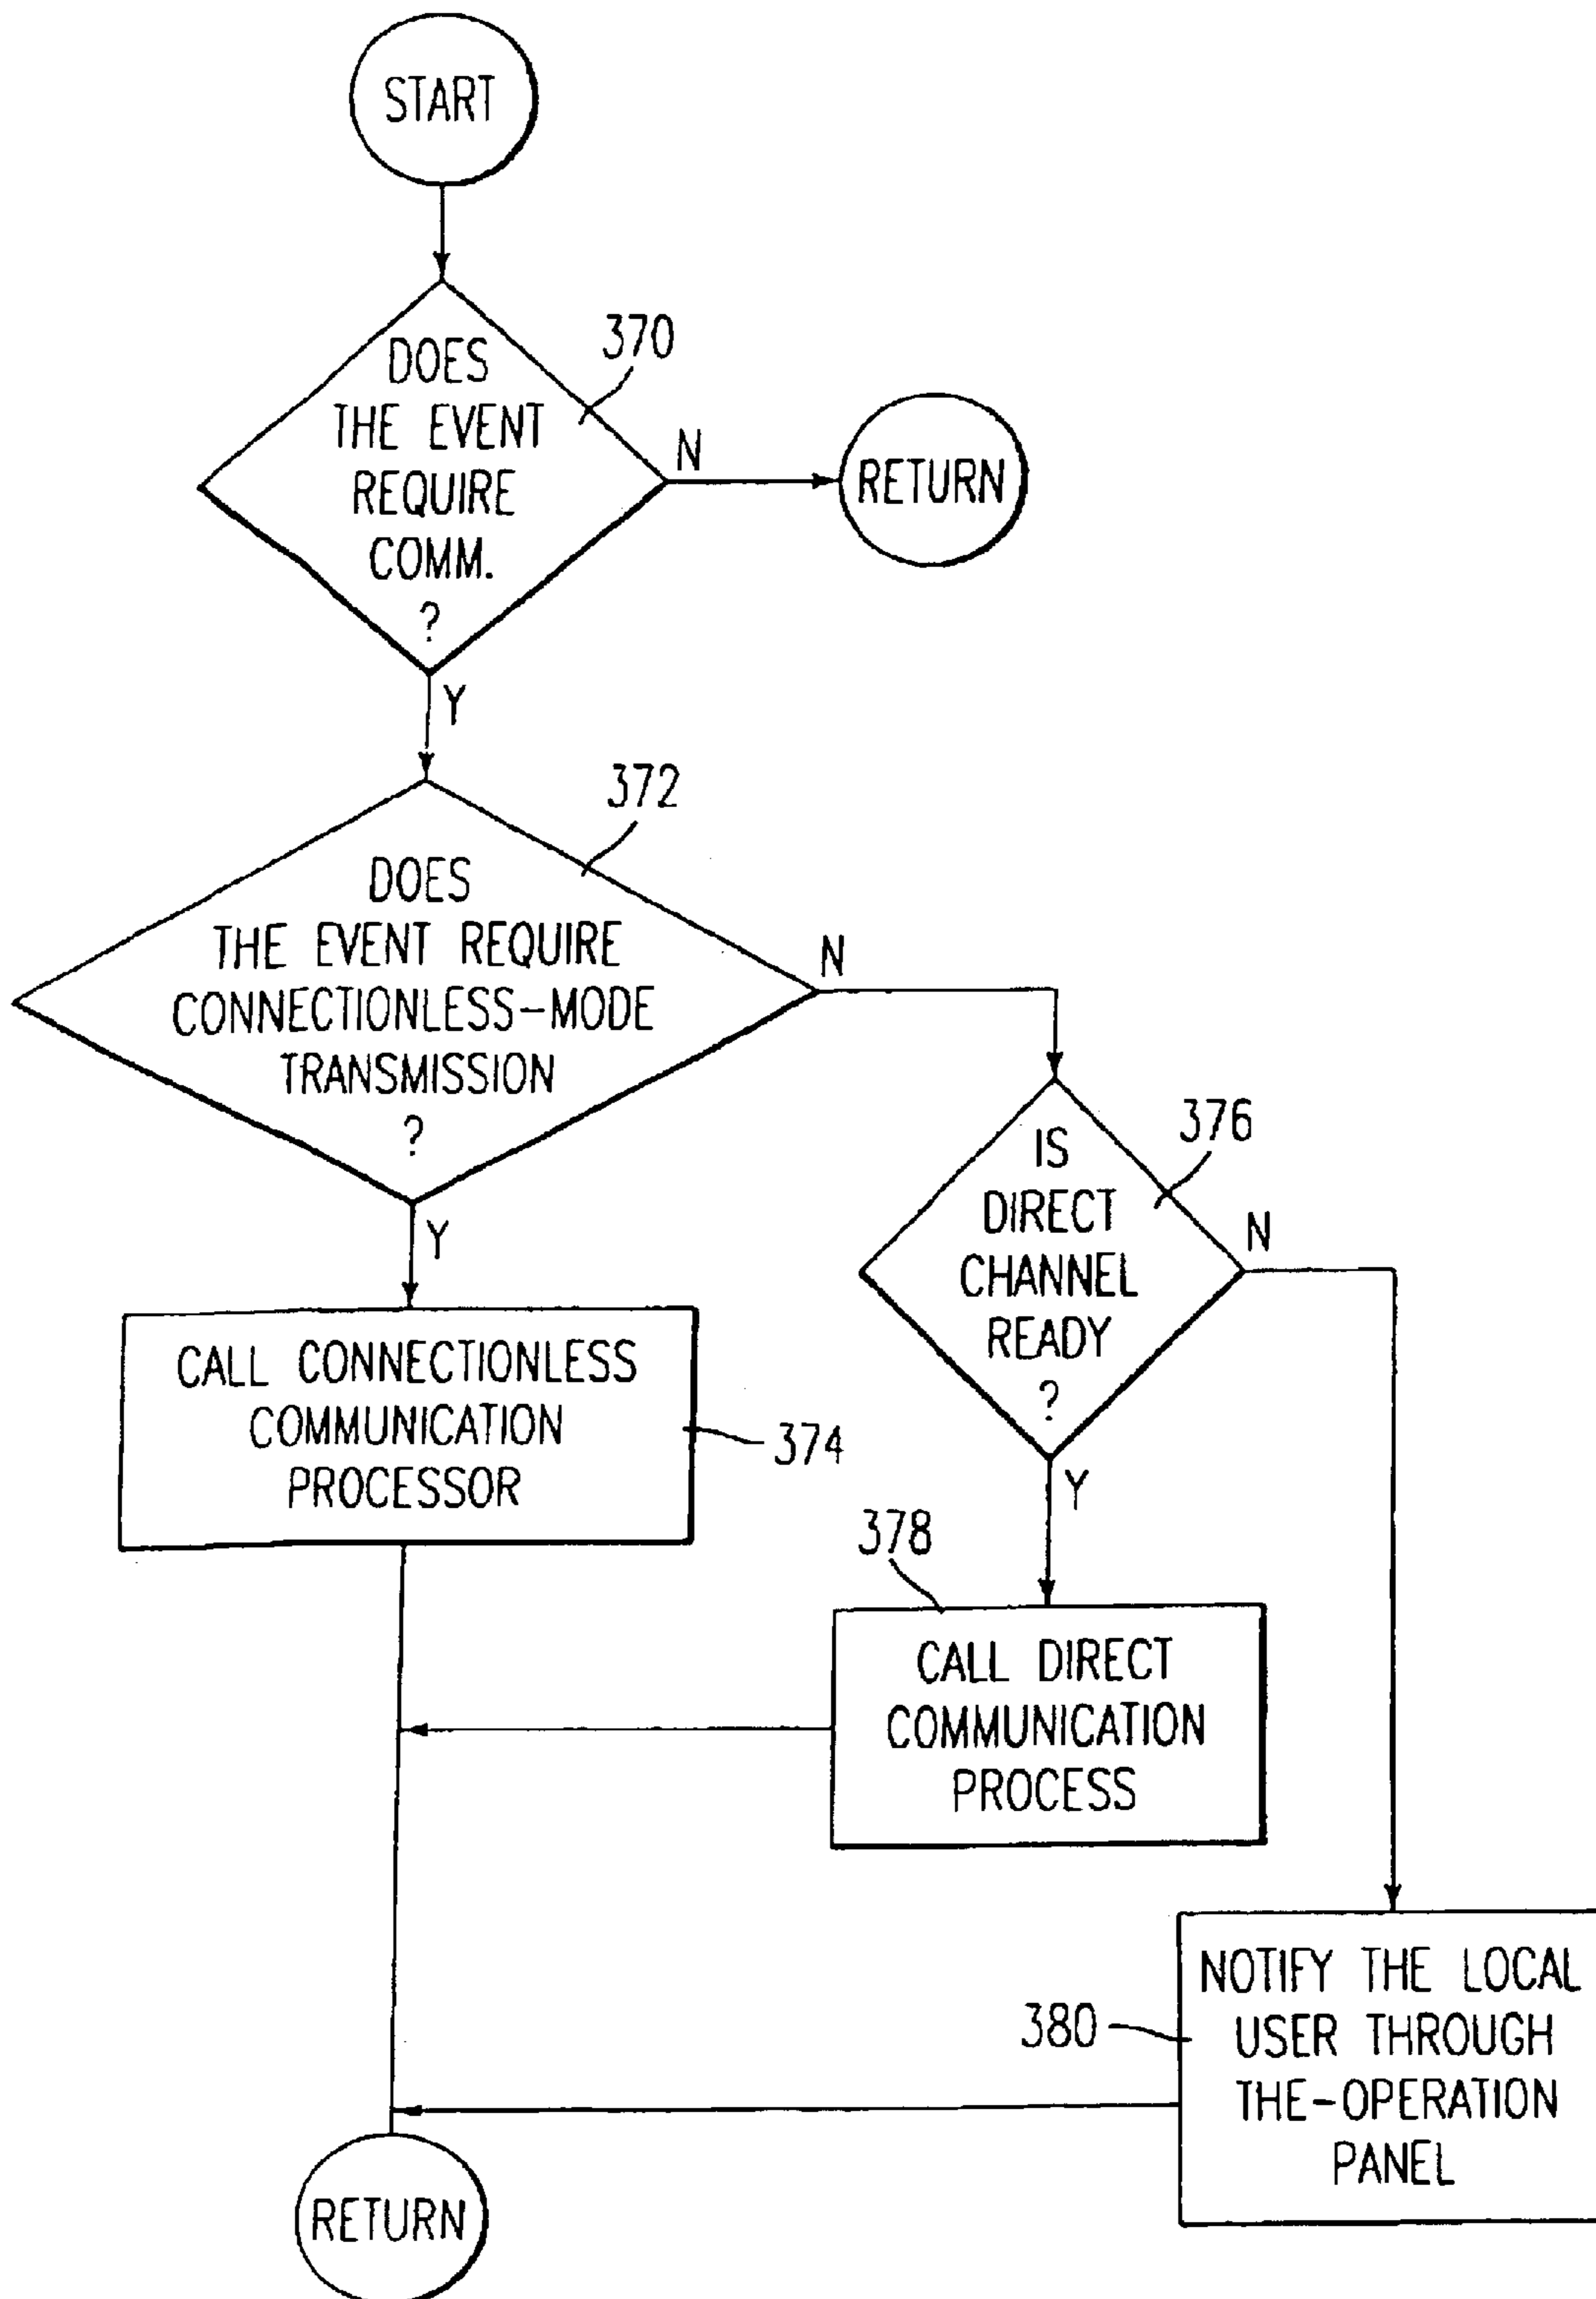 START
DOES
THE EVENT
REQUIRE
COMM.
?
370
N
RETURN
Y
372
DOES
THE EVENT REQUIRE
CONNECTIONLESS-MODE
TRANSMISSION
?
N
Y
376
IS
DIRECT
CHANNEL
READY
?
N
Y
CALL CONNECTIONLESS
COMMUNICATION
PROCESSOR
374
378
CALL DIRECT
COMMUNICATION
PROCESS
NOTIFY THE LOCAL
USER THROUGH
THE-OPERATION
PANEL
380
RETURN